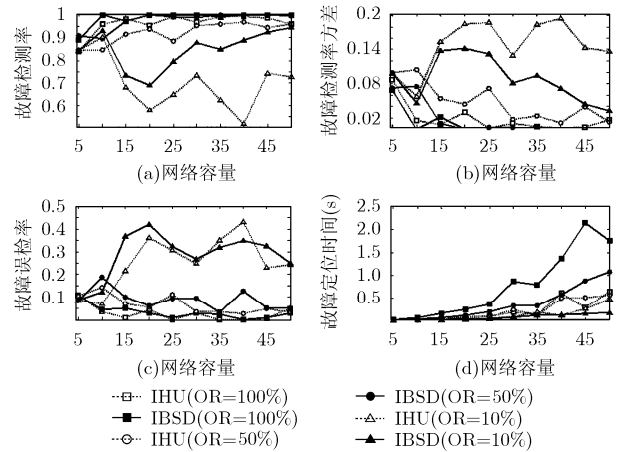 故障检测率
1
0.9
0.8
0.7
0.6
5 15 25 35 45
(a)网络容量
故障检测率方差
0.2
0.14
0.08
0.02
5 15 25 35 45
(b)网络容量
故障误检率
0.5
0.4
0.3
0.2
0.1
5 15 25 35 45
(c)网络容量
故障定位时间(s)
2.5
2.0
1.5
1.0
0.5
5 15 25 35 45
(d)网络容量
IHU(OR=100%)
IBSD(OR=100%)
IHU(OR=50%)
IBSD(OR=50%)
IHU(OR=10%)
IBSD(OR=10%)